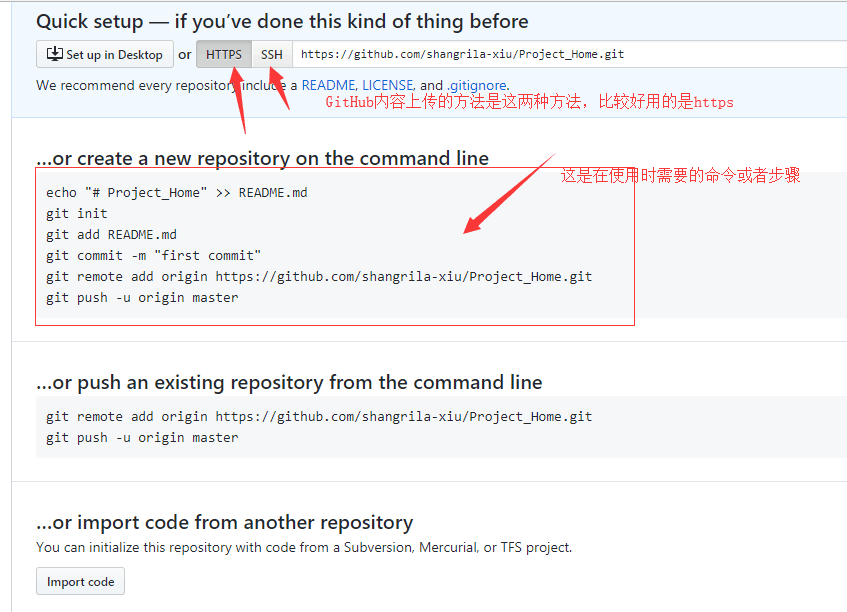 Quick setup — if you’ve done this kind of thing before
Set up in Desktop or HTTPS SSH https://github.com/shangrila-xiu/Project_Home.git
We recommend every repository include a README, LICENSE, and .gitignore.
GitHub内容上传的方法是这两种方法，比较好用的是https
…or create a new repository on the command line
这是在使用时需要的命令或者步骤
echo "# Project_Home" >> README.md
git init
git add README.md
git commit -m "first commit"
git remote add origin https://github.com/shangrila-xiu/Project_Home.git
git push -u origin master
…or push an existing repository from the command line
git remote add origin https://github.com/shangrila-xiu/Project_Home.git
git push -u origin master
…or import code from another repository
You can initialize this repository with code from a Subversion, Mercurial, or TFS project.
Import code